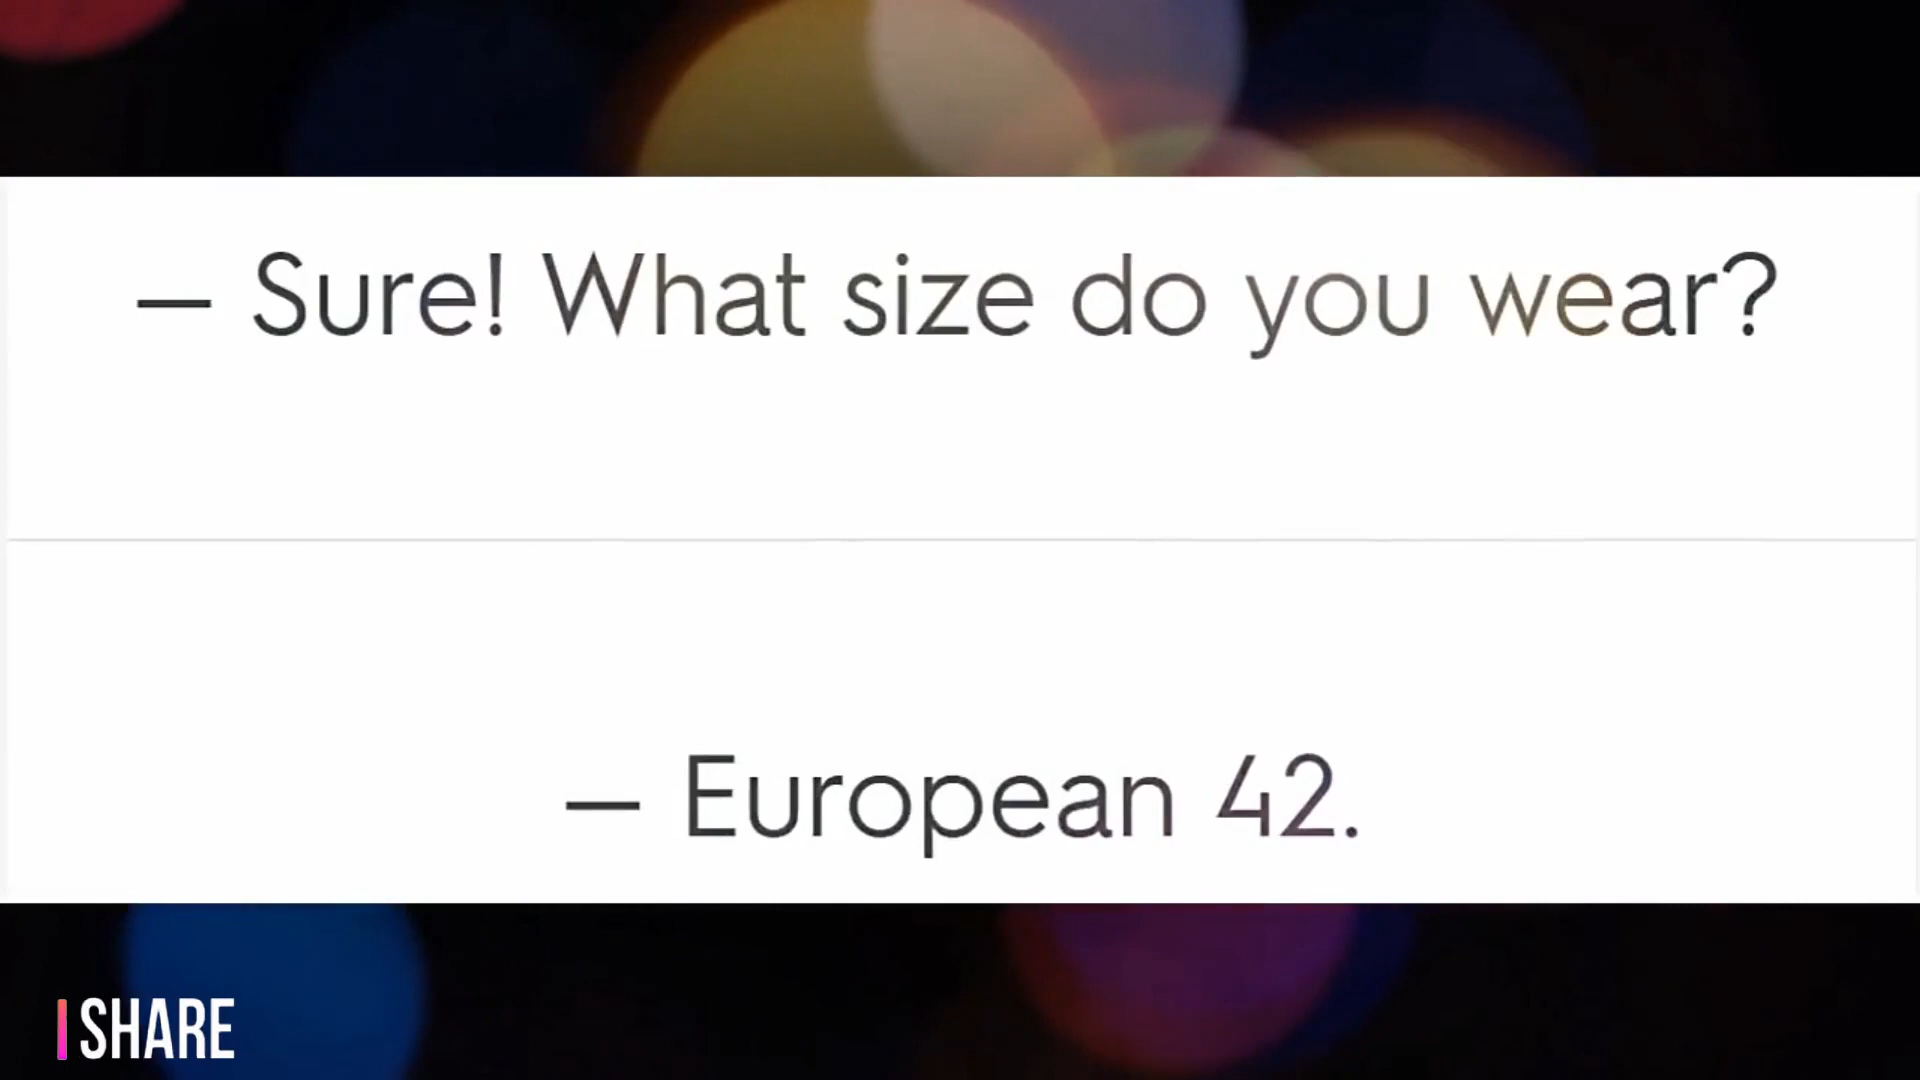 — Sure! What size do you wear?
— European 42.
SHARE